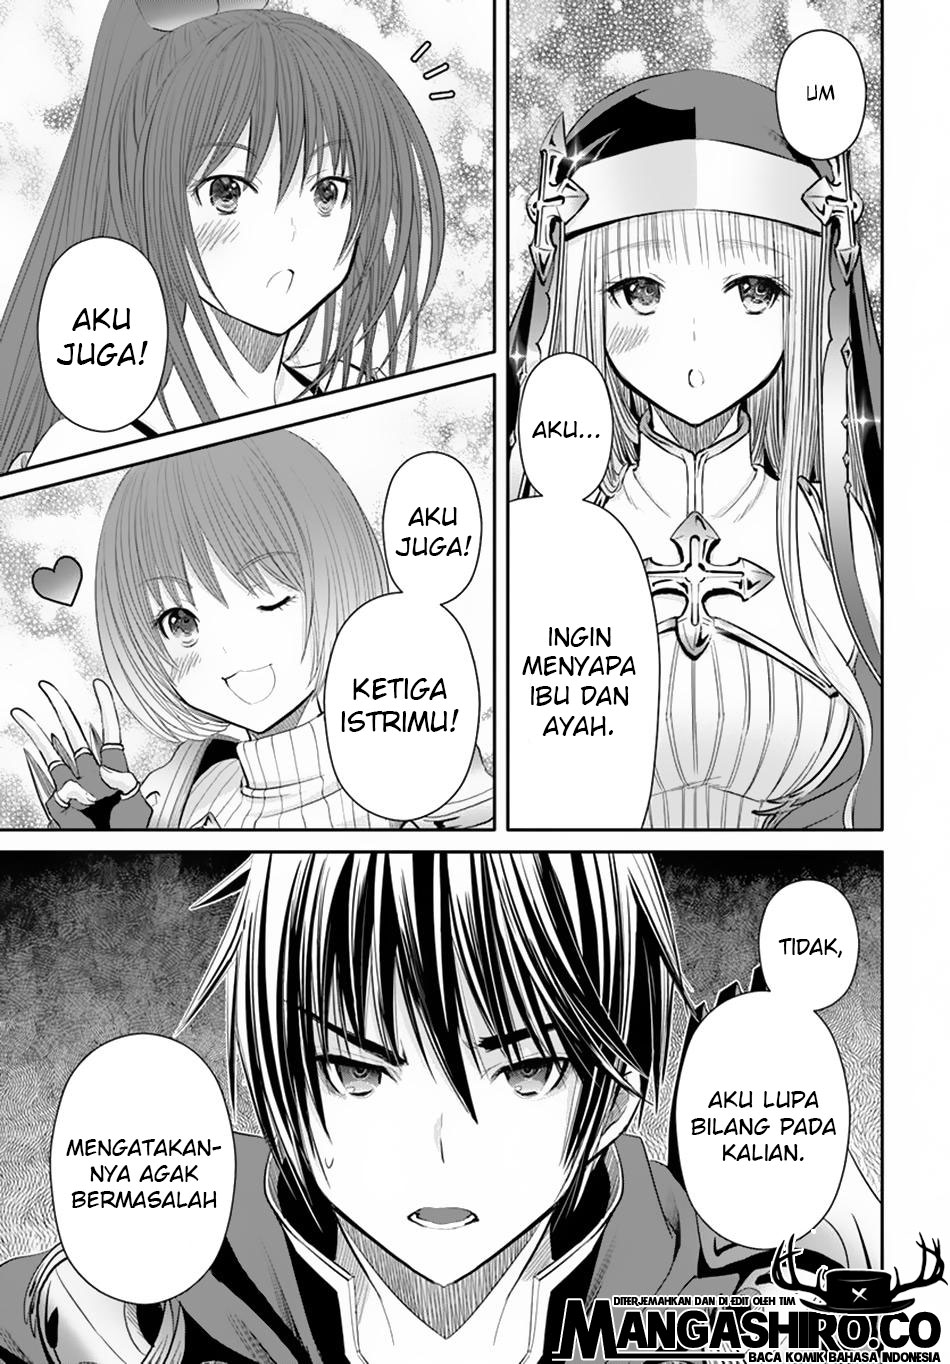 UM
AKU...
INGIN
MENYAPA
IBU DAN
AYAH.
AKU
JUGA!
AKU
JUGA!
KETIGA
ISTRIMU!
TIDAK,
AKU LUPA
BILANG PADA
KALIAN.
MENGATAKAN-
NYA AGAK
BERMASALAH
DITERJEMAHKAN DAN DI EDIT OLEH TIM
MANGASHIRO.CO
BACA KOMIK BAHASA INDONESIA